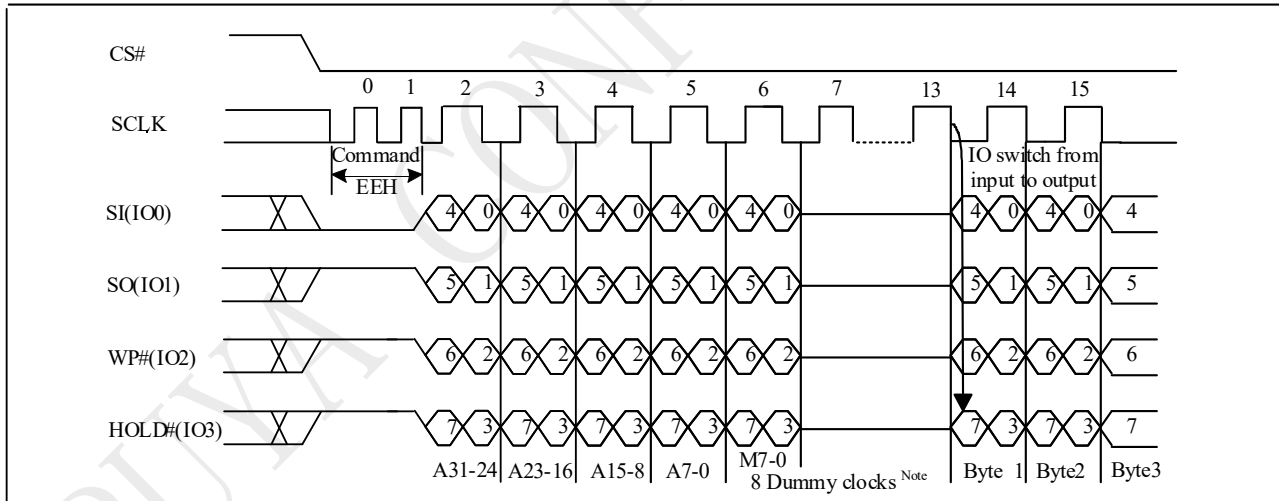 CS#
0 1 2 3 4 5 6 7 13 14 15
SCLK
Command
EEH
IO switch from
input to output
SI(IO0)
4 0 4 0 4 0 4 0 4 0 4 0 4 0 4
SO(IO1)
5 1 5 1 5 1 5 1 5 1 5 1 5 1 5
WP#(IO2)
6 2 6 2 6 2 6 2 6 2 6 2 6 2 6
HOLD#(IO3)
7 3 7 3 7 3 7 3 7 3 7 3 7 3 7
A31-24 A23-16 A15-8 A7-0 M7-0 Byte 1 Byte2 Byte3
8 Dummy clocks Note